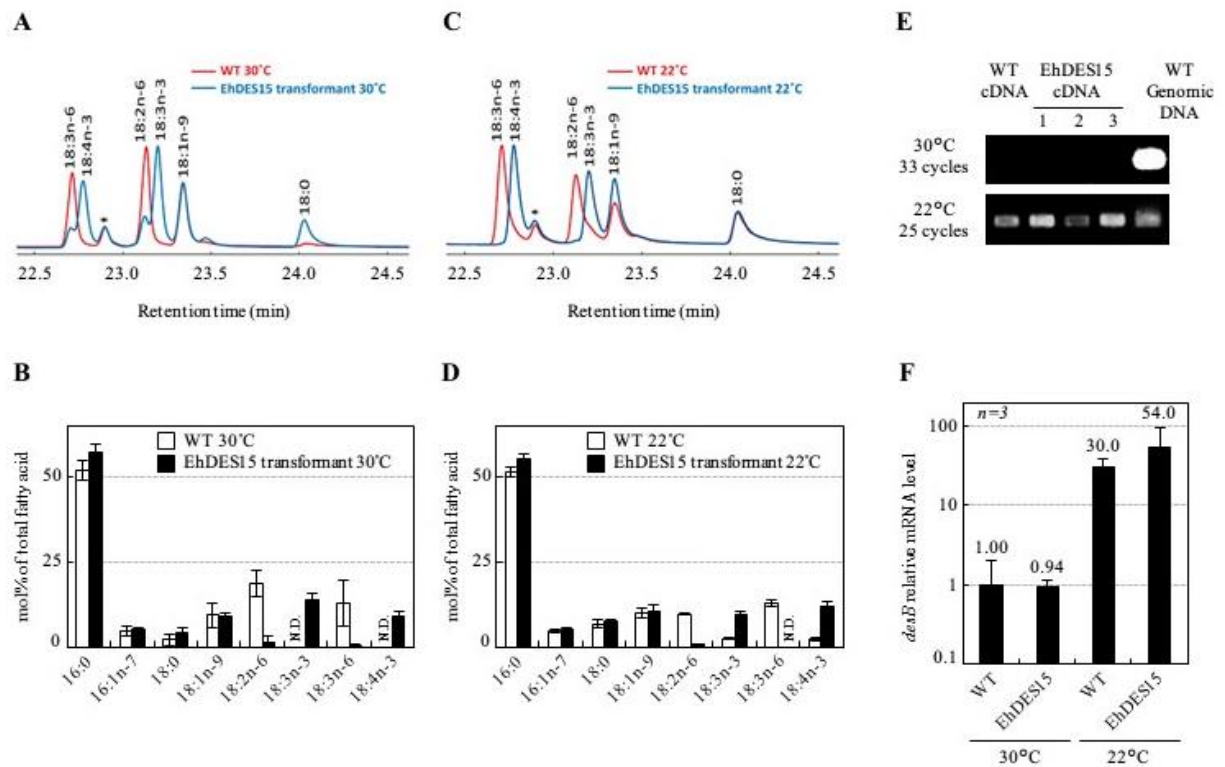 A
WT 30°C
EhDES15 transformant 30°C
18:3n-6
18:4n-3
*
18:2n-6
18:3n-3
18:1n-9
18:0
22.5 23.0 23.5 24.0 24.5
Retention time (min)
C
WT 22°C
EhDES15 transformant 22°C
18:3n-6
18:4n-3
*
18:2n-6
18:3n-3
18:1n-9
18:0
22.5 23.0 23.5 24.0 24.5
Retention time (min)
E
WT cDNA
EhDES15 cDNA
1 2 3
WT Genomic DNA
30°C
33 cycles
22°C
25 cycles
B
WT 30°C
EhDES15 transformant 30°C
mol% of total fatty acid
50
25
0
N.D.
N.D.
16:0
16:1n-7
18:0
18:1n-9
18:2n-6
18:3n-3
18:3n-6
18:4n-3
D
WT 22°C
EhDES15 transformant 22°C
mol% of total fatty acid
50
25
0
N.D.
16:0
16:1n-7
18:0
18:1n-9
18:2n-6
18:3n-3
18:3n-6
18:4n-3
F
n=3
desB relative mRNA level
100
10
1
0.1
1.00
0.94
30.0
54.0
WT
EhDES15
WT
EhDES15
30°C
22°C